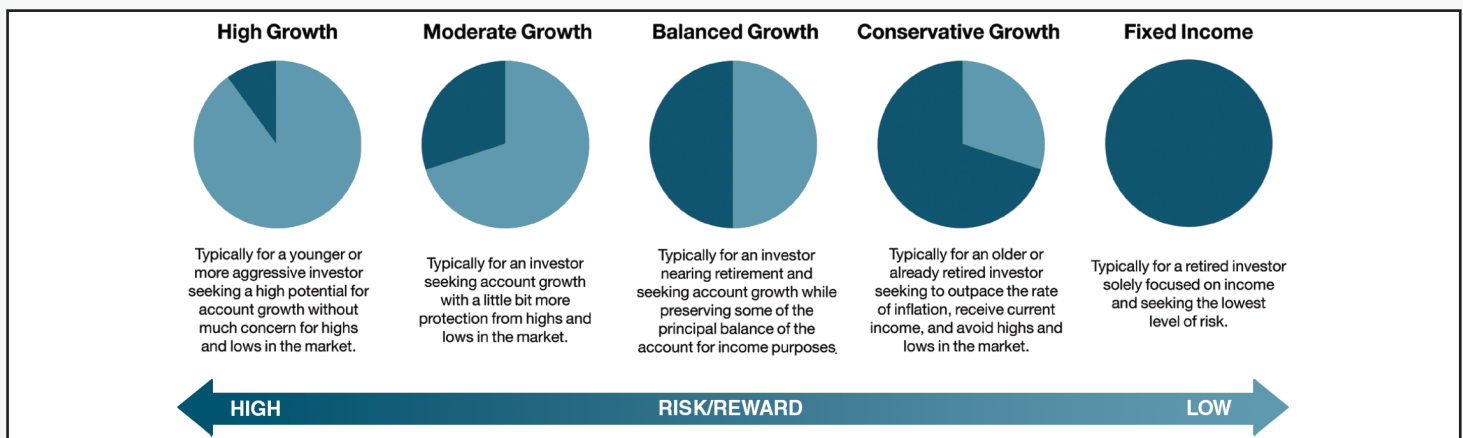 High Growth
Moderate Growth
Balanced Growth
Conservative Growth
Fixed Income
Typically for a younger or
more aggressive investor
seeking a high potential for
account growth without
much concern for highs
and lows in the market.
Typically for an investor
seeking account growth
with a little bit more
protection from highs and
lows in the market.
Typically for an investor
nearing retirement and
seeking account growth while
preserving some of the
principal balance of the
account for income purposes.
Typically for an older or
already retired investor
seeking to outpace the rate
of inflation, receive current
income, and avoid highs and
lows in the market.
Typically for a retired investor
solely focused on income
and seeking the lowest
level of risk.
HIGH
RISK/REWARD
LOW